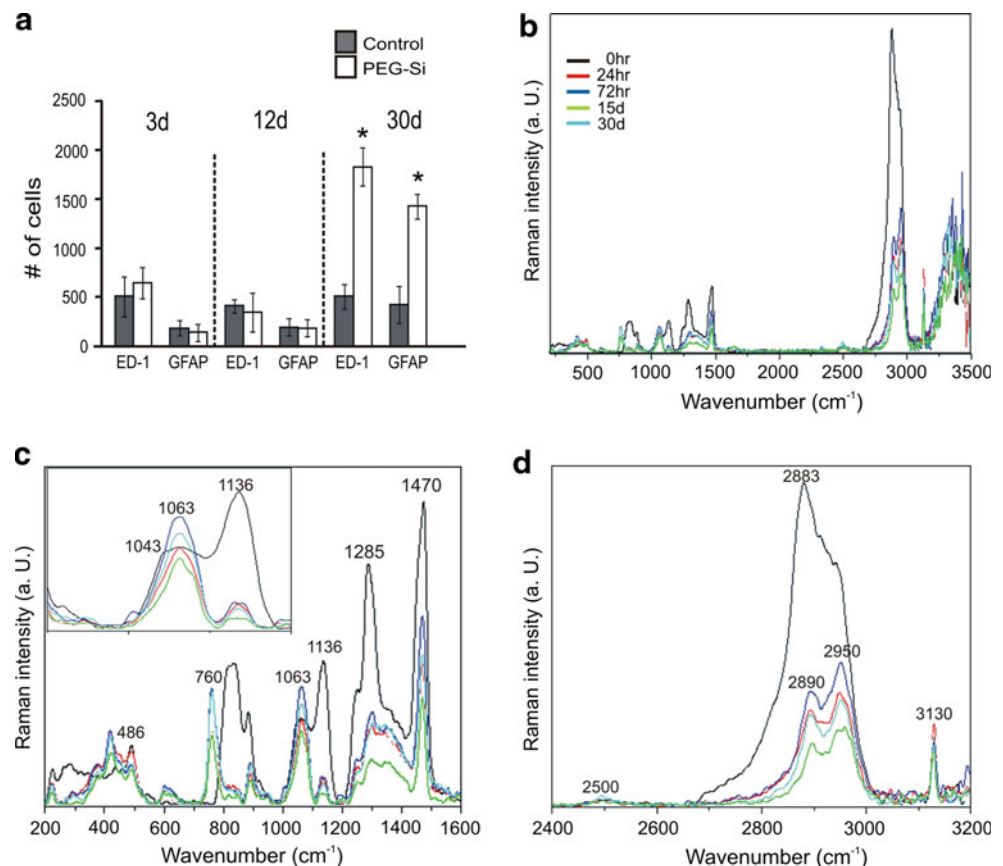 a
Control
PEG-Si
3d 12d 30d
* *
# of cells
2500
2000
1500
1000
500
0
ED-1 GFAP ED-1 GFAP ED-1 GFAP
b
0hr
24hr
72hr
15d
30d
Raman intensity (a. U.)
500 1000 1500 2000 2500 3000 3500
Wavenumber (cm-1)
c
1136
1063
1043
1470
1285
1136
1063
760
486
Raman intensity (a. U.)
200 400 600 800 1000 1200 1400 1600
Wavenumber (cm-1)
d
2883
2950
2890
3130
2500
Raman intensity (a. U.)
2400 2600 2800 3000 3200
Wavenumber (cm-1)